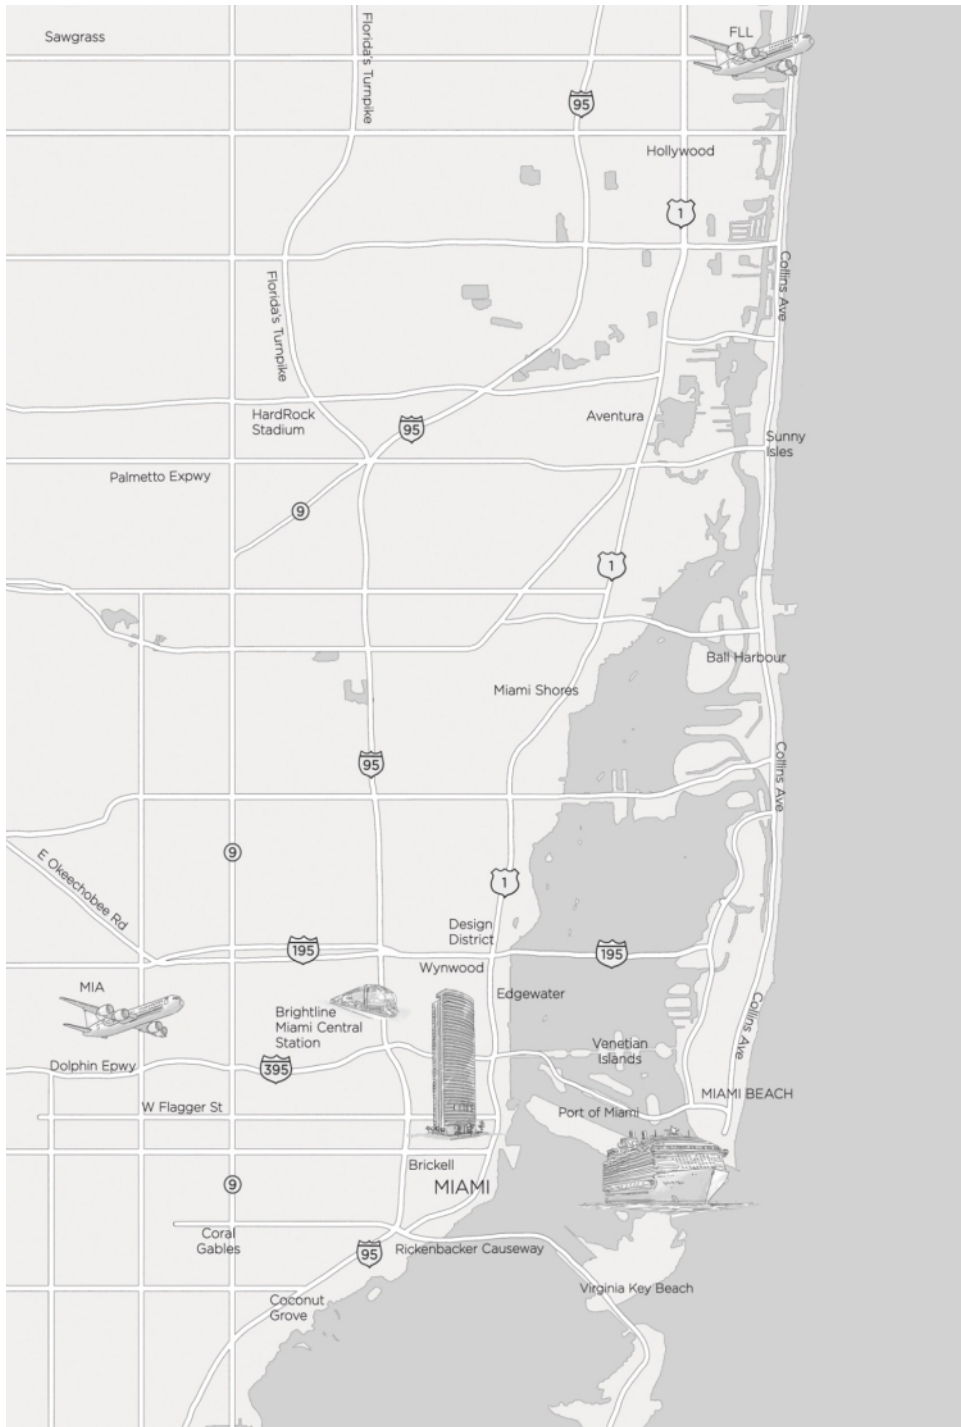 Sawgrass
Florida's Turnpike
FLL
95
Hollywood
1
Collins Ave
Florida's Turnpike
HardRock
Stadium
95
Aventura
Sunny
Isles
Palmetto Expwy
9
1
Ball Harbour
Miami Shores
95
Collins Ave
9
E Okeechobee Rd
1
Design
District
195
195
Wynwood
MIA
Edgewater
Brightline
Miami Central
Station
Collins Ave
Venetian
Islands
Dolphin Epwy
395
MIAMI BEACH
W Flagger St
Port of Miami
Brickell
9
MIAMI
Coral
Gables
95
Rickenbacker Causeway
Virginia Key Beach
Coconut
Grove